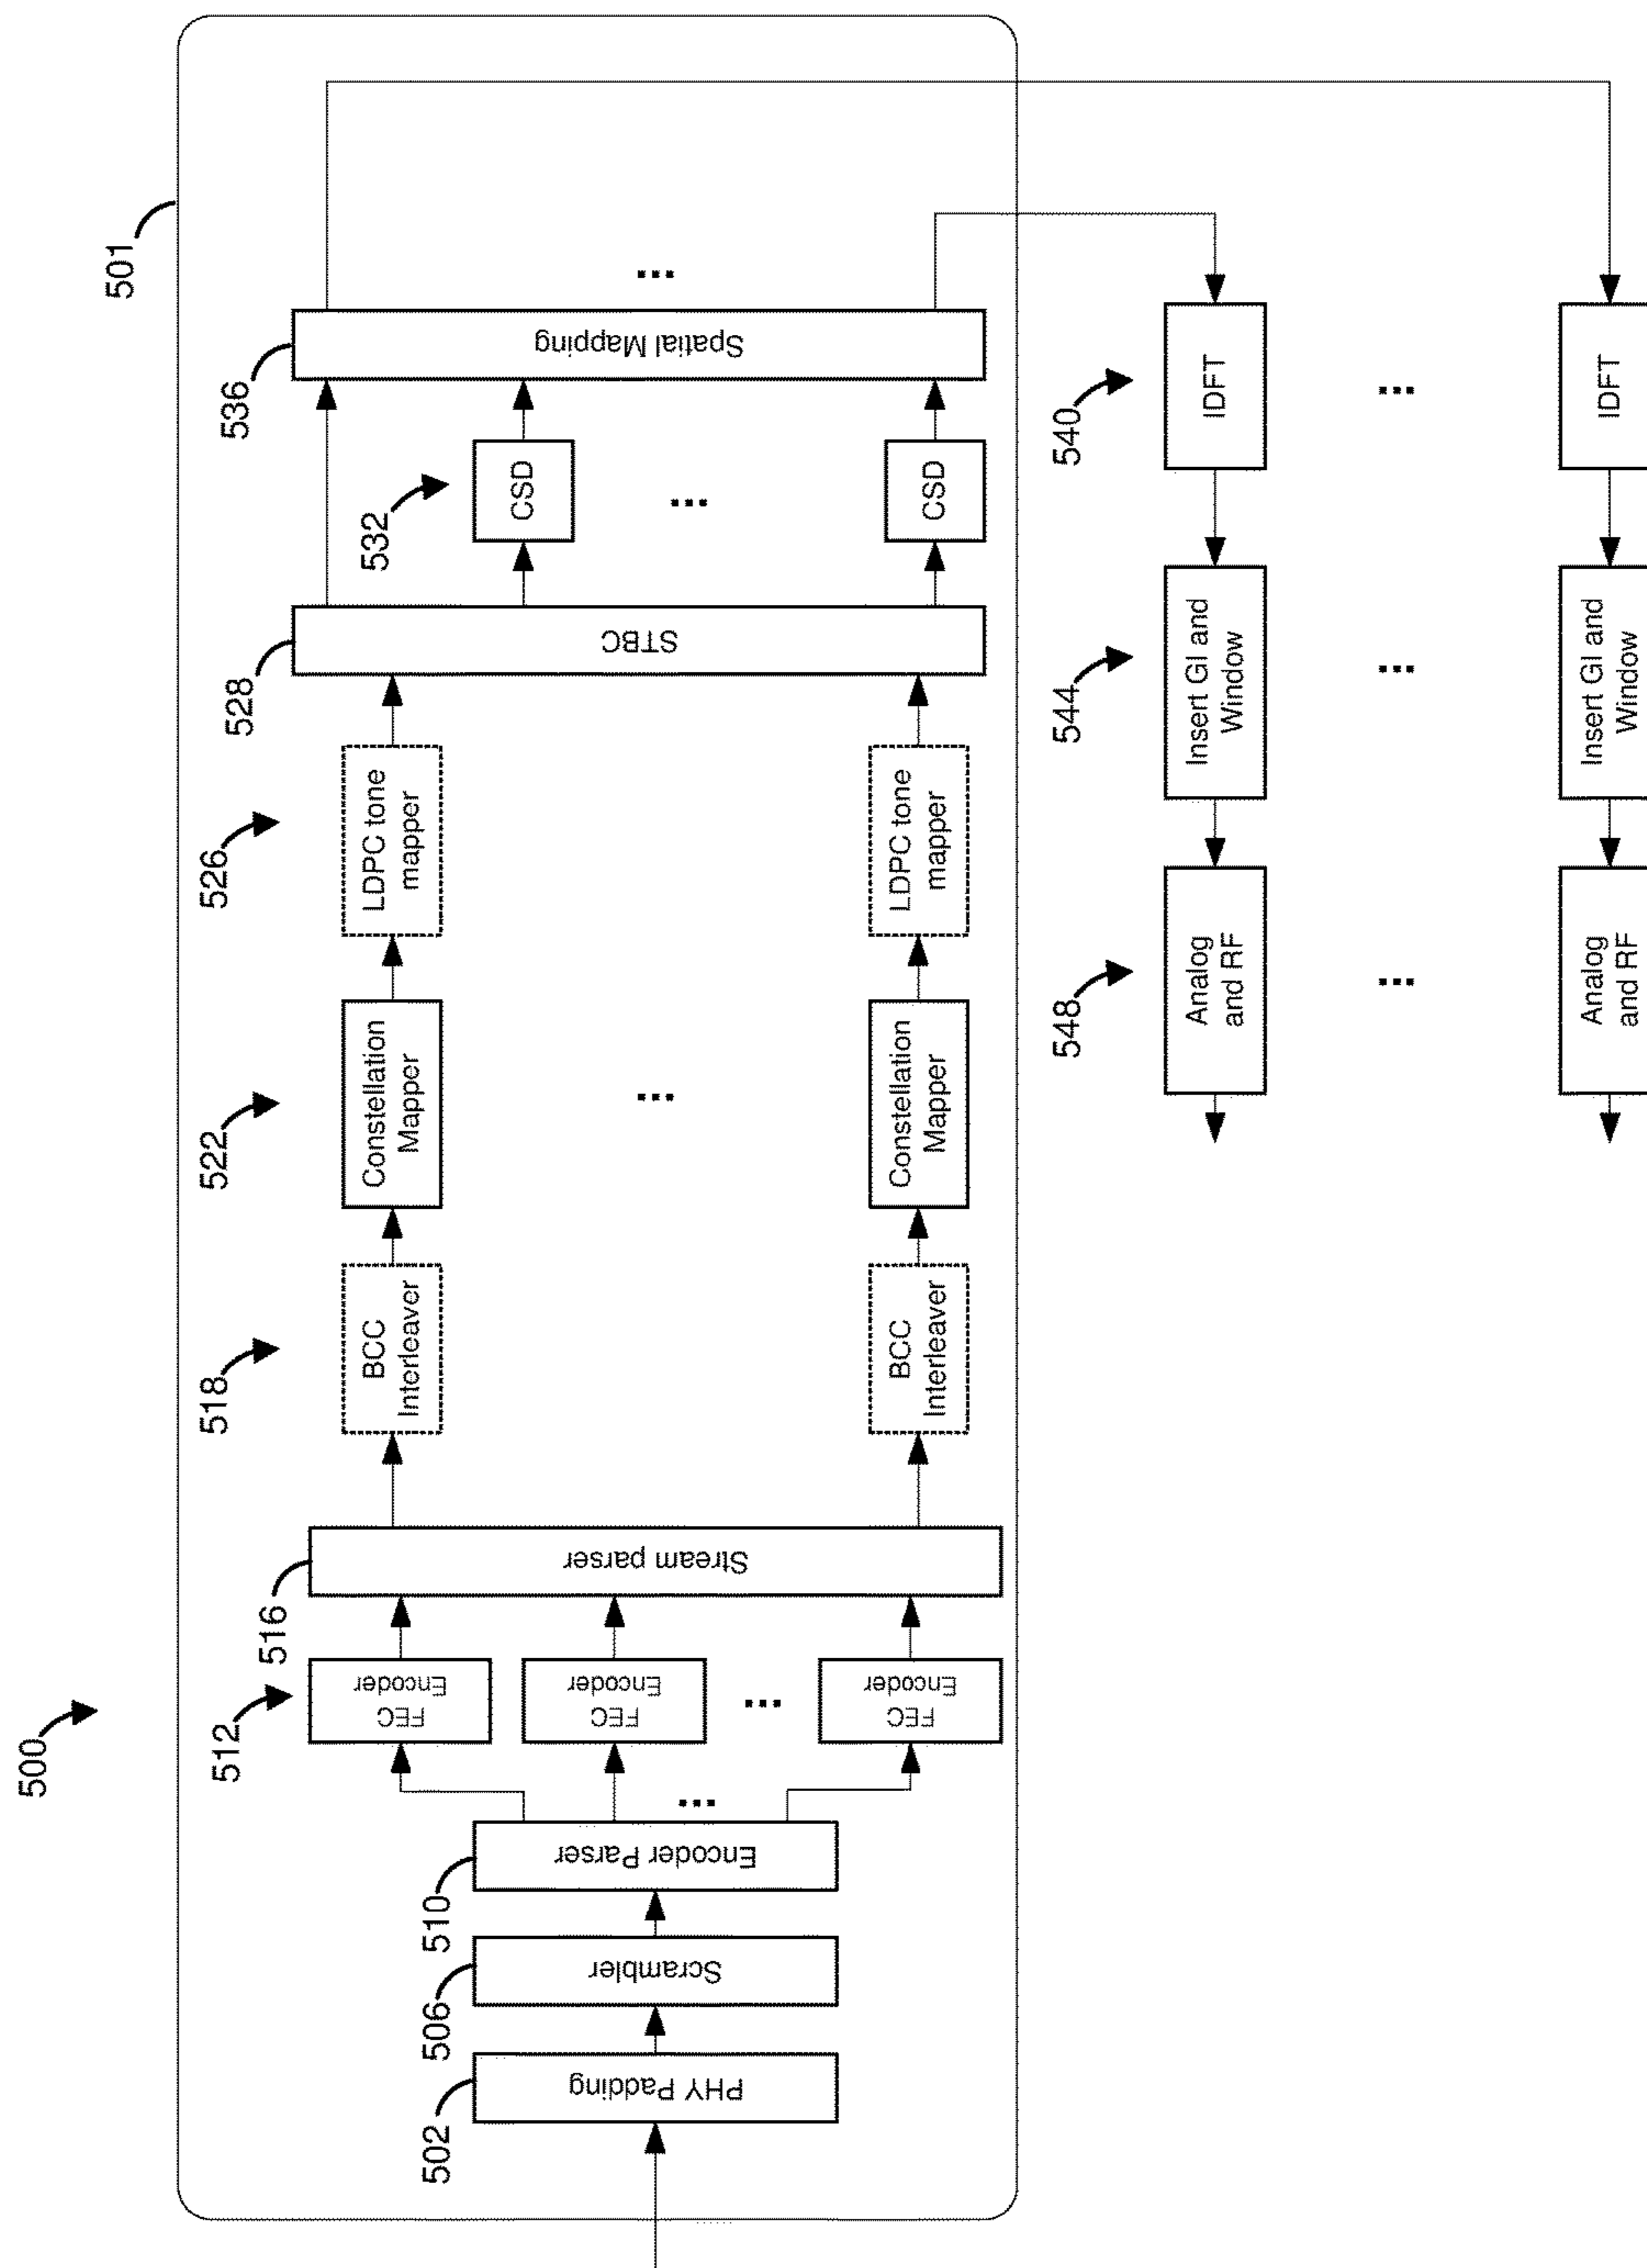 500
501
502
PHY Padding
506
Scrambler
510
Encoder Parser
...
512
FEC
Encoder
FEC
Encoder
...
FEC
Encoder
516
Stream parser
518
BCC
Interleaver
BCC
Interleaver
522
Constellation
Mapper
...
Constellation
Mapper
526
LDPC tone
mapper
LDPC tone
mapper
528
STBC
532
CSD
...
CSD
536
Spatial Mapping
...
540
IDFT
...
IDFT
544
Insert GI and
Window
...
Insert GI and
Window
548
Analog
and RF
...
Analog
and RF